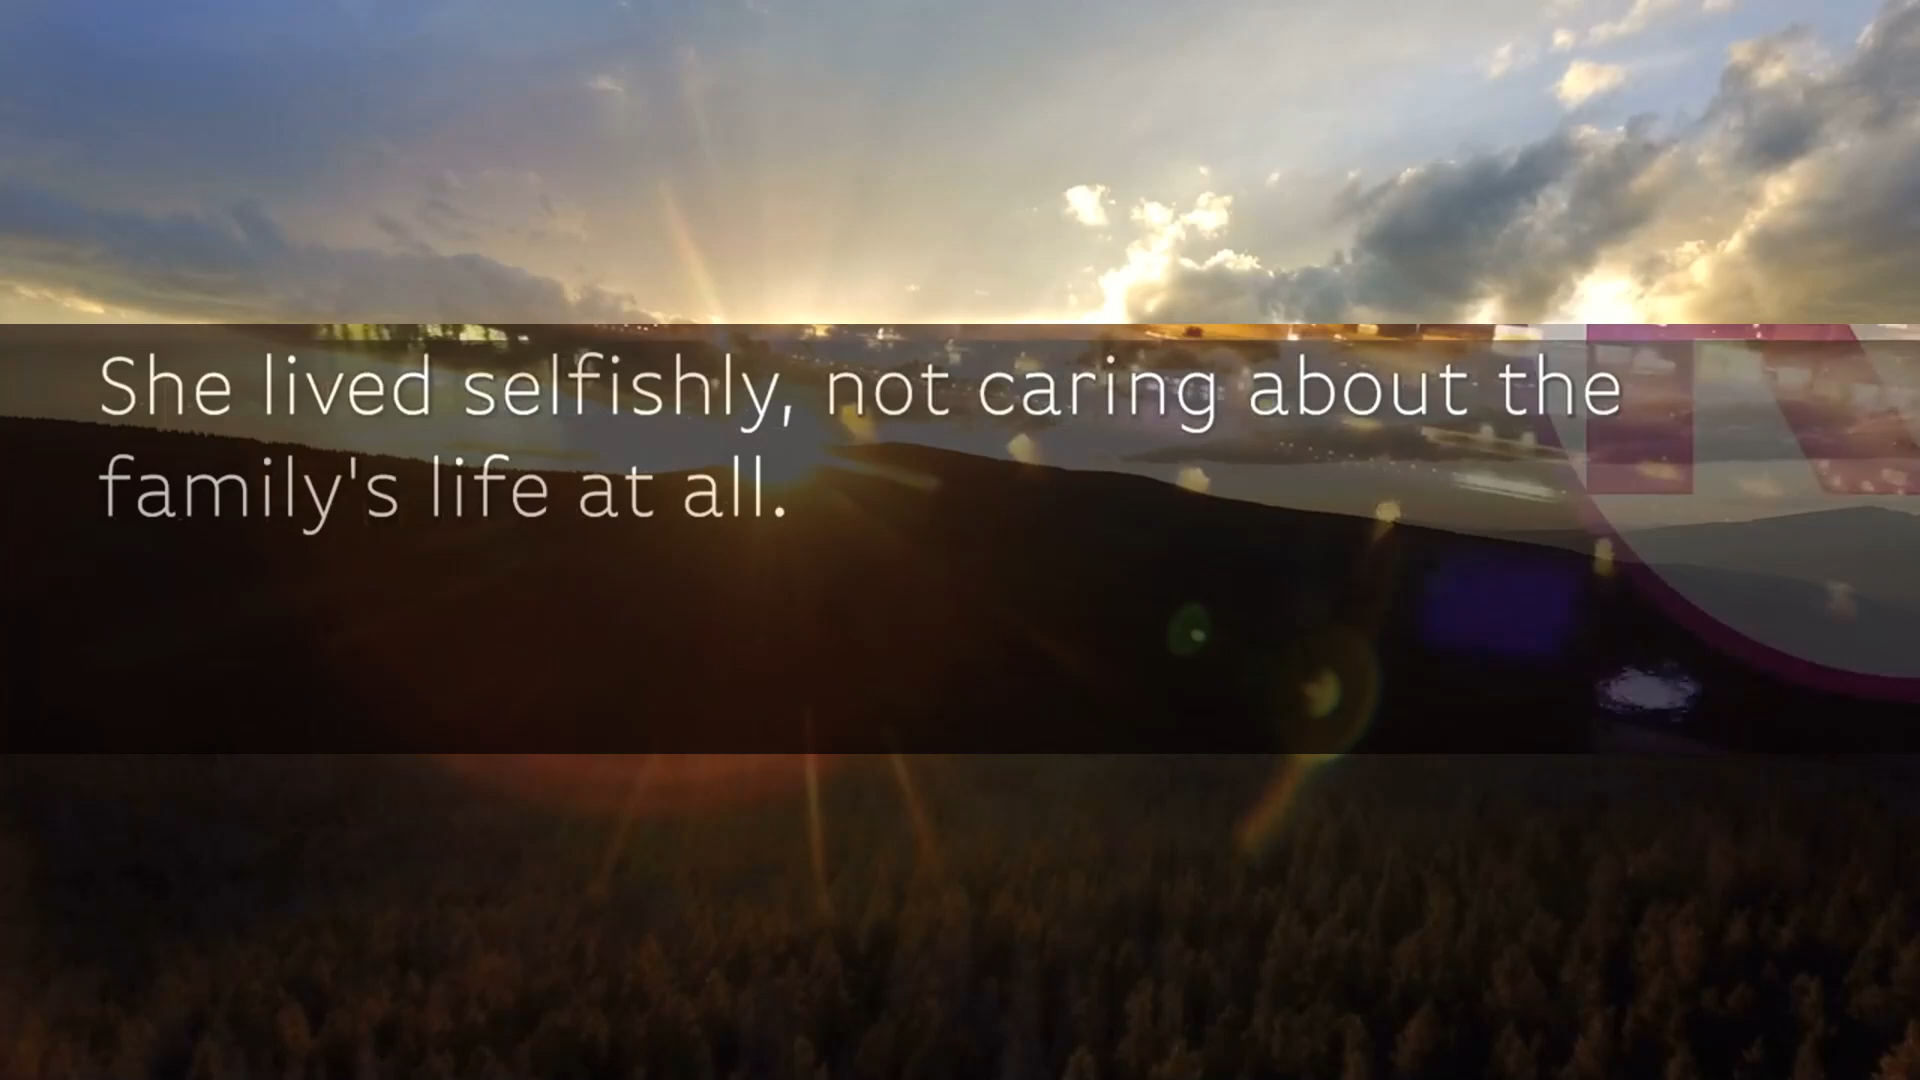 She lived selfishly, not caring about the
family's life at all.